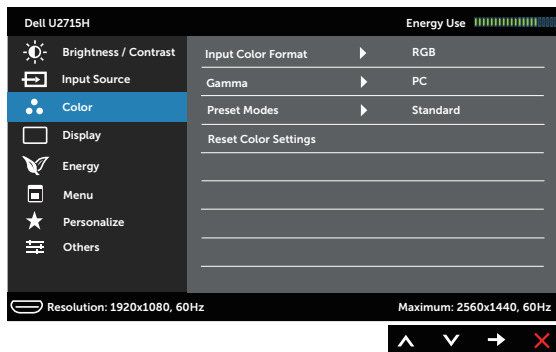 Dell U2715H Energy Use
Brightness / Contrast
Input Source
Color
Display
Energy
Menu
Personalize
Others
Input Color Format RGB
Gamma PC
Preset Modes Standard
Reset Color Settings
Resolution: 1920x1080, 60Hz Maximum: 2560x1440, 60Hz